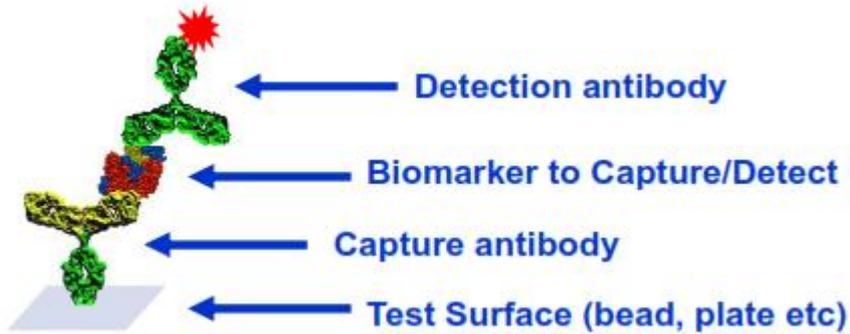 Detection antibody
Biomarker to Capture/Detect
Capture antibody
Test Surface (bead, plate etc)